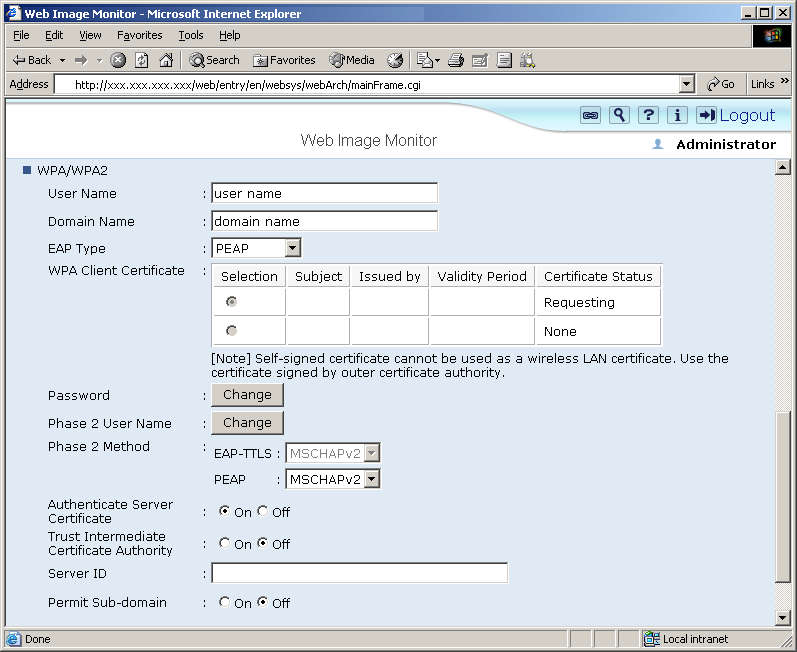 Web Image Monitor - Microsoft Internet Explorer
File Edit View Favorites Tools Help
Back Search Favorites Media
Address http://xxx.xxx.xxx.xxx/web/entry/en/websys/webArch/mainFrame.cgi Go Links »
? i Logout
Web Image Monitor Administrator
WPA/WPA2
User Name : user name
Domain Name : domain name
EAP Type : PEAP
WPA Client Certificate : Selection Subject Issued by Validity Period Certificate Status
Requesting
None
[Note] Self-signed certificate cannot be used as a wireless LAN certificate. Use the
certificate signed by outer certificate authority.
Password : Change
Phase 2 User Name : Change
Phase 2 Method : EAP-TTLS : MSCHAPv2
PEAP : MSCHAPv2
Authenticate Server
Certificate : On Off
Trust Intermediate
Certificate Authority : On Off
Server ID :
Permit Sub-domain : On Off
Done Local intranet